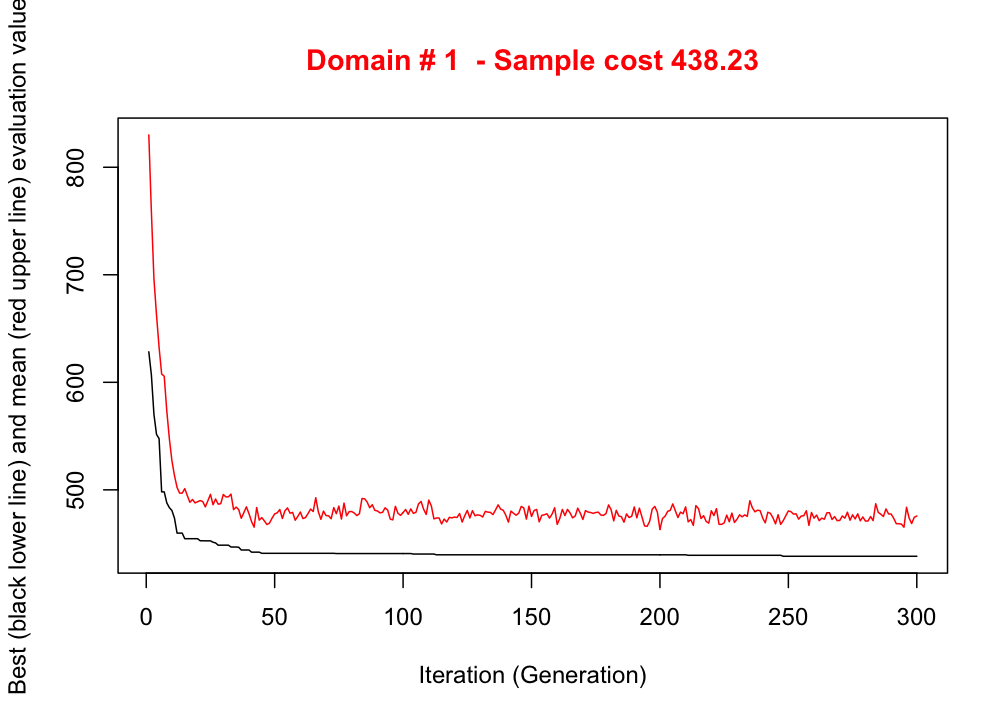 Domain # 1  - Sample cost 438.23
Best (black lower line) and mean (red upper line) evaluation value
800
700
600
500
0 50 100 150 200 250 300
Iteration (Generation)